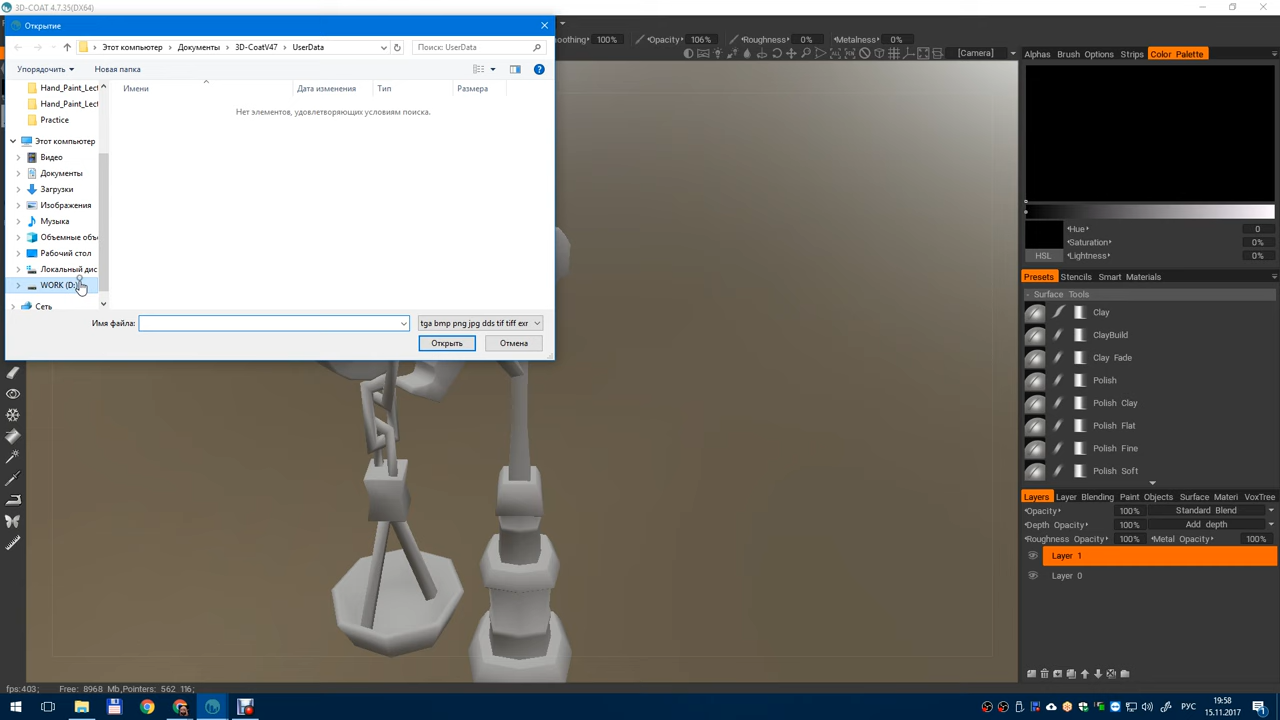 3D-COAT 4.7.35(DX64)
Открытие
Этот компьютер
Документы
3D-CoatV47
UserData
Поиск: UserData
moothing 100% Opacity 106% Roughness 0% Metalness 0%
[Camera]
Упорядочить
Новая папка
Имени
Дата изменения
Тип
Размера
Нет элементов, удовлетворяющих условиям поиска.
Hand_Paint_Lect
Hand_Paint_Lect
Practice
Этот компьютер
Видео
Документы
Загрузки
Изображения
Музыка
Объемные объ
Рабочий стол
Локальный дис
WORK (D:)
Сеть
Имя файла:
tga bmp png jpg dds tif tiff exr
Открыть
Отмена
Alphas Brush Options Strips Color Palette
Hue 0
Saturation 0%
HSL
Lightness 0%
Presets Stencils Smart Materials
- Surface Tools
Clay
ClayBuild
Clay Fade
Polish
Polish Clay
Polish Flat
Polish Fine
Polish Soft
Layers Layer Blending Paint Objects Surface Materi VoxTree
Opacity 100% Standard Blend
Depth Opacity 100% Add depth
Roughness Opacity 100% Metal Opacity 100%
Layer 1
Layer 0
fps:403; Free: 8968 Mb,Pointers: 562 116;
РУС
19:58
15.11.2017
1